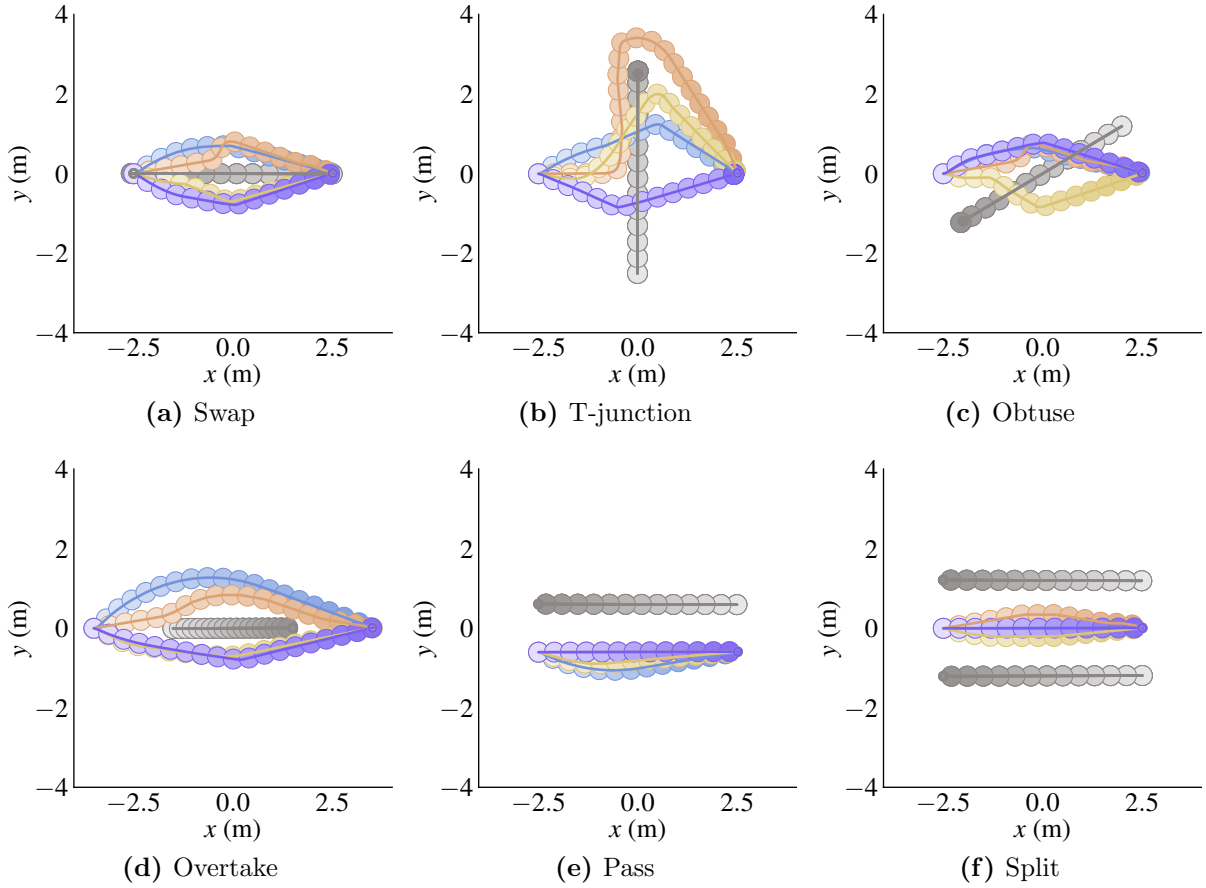 4
2
0
−2
−4
y (m)
−2.5 0.0 2.5
x (m)
(a) Swap
4
2
0
−2
−4
y (m)
−2.5 0.0 2.5
x (m)
(b) T-junction
4
2
0
−2
−4
y (m)
−2.5 0.0 2.5
x (m)
(c) Obtuse
4
2
0
−2
−4
y (m)
−2.5 0.0 2.5
x (m)
(d) Overtake
4
2
0
−2
−4
y (m)
−2.5 0.0 2.5
x (m)
(e) Pass
4
2
0
−2
−4
y (m)
−2.5 0.0 2.5
x (m)
(f) Split